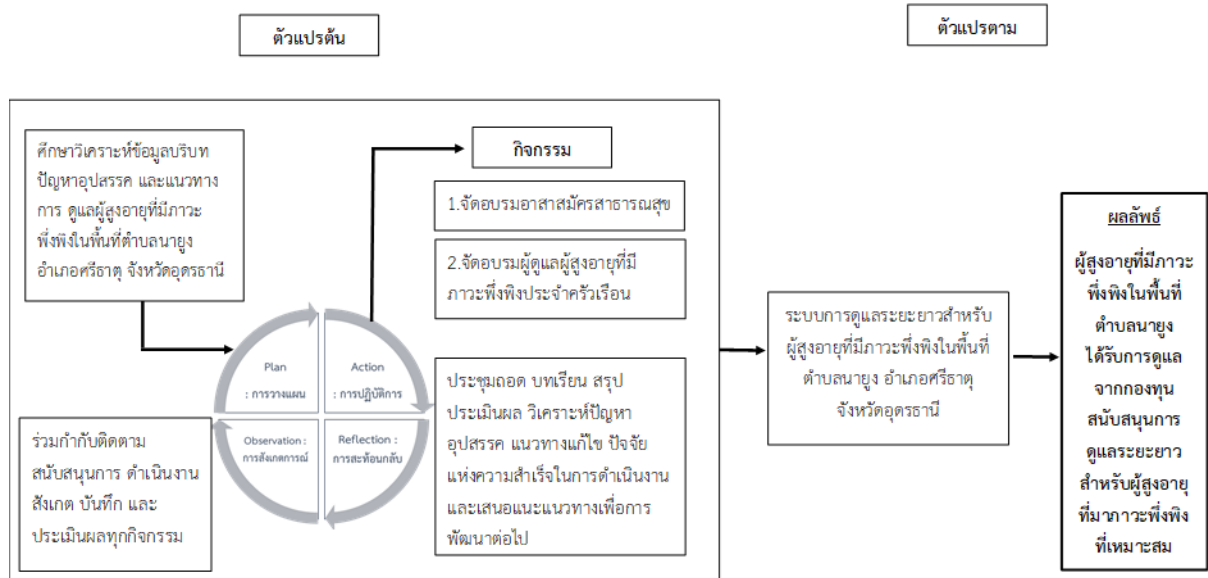 ตัวแปรต้น
ตัวแปรตาม
ศึกษาวิเคราะห์ข้อมูลบริบท
ปัญหาอุปสรรค และแนวทาง
การ ดูแลผู้สูงอายุที่มีภาวะ
พึ่งพิงในพื้นที่ตำบลนายูง
อำเภอศรีธาตุ จังหวัดอุดรธานี
กิจกรรม
1.จัดอบรมอาสาสมัครสาธารณสุข
2.จัดอบรมผู้ดูแลผู้สูงอายุที่มี
ภาวะพึ่งพิงประจำครัวเรือน
Plan
: การวางแผน
Action
: การปฏิบัติการ
Observation :
การสังเกตการณ์
Reflection :
การสะท้อนกลับ
ร่วมกำกับติดตาม
สนับสนุนการ ดำเนินงาน
สังเกต บันทึก และ
ประเมินผลทุกกิจกรรม
ประชุมถอด บทเรียน สรุป
ประเมินผล วิเคราะห์ปัญหา
อุปสรรค แนวทางแก้ไข ปัจจัย
แห่งความสำเร็จในการดำเนินงาน
และเสนอแนะแนวทางเพื่อการ
พัฒนาต่อไป
ระบบการดูแลระยะยาวสำหรับ
ผู้สูงอายุที่มีภาวะพึ่งพิงในพื้นที่
ตำบลนายูง อำเภอศรีธาตุ
จังหวัดอุดรธานี
ผลลัพธ์
ผู้สูงอายุที่มีภาวะ
พึ่งพิงในพื้นที่
ตำบลนายูง
ได้รับการดูแล
จากกองทุน
สนับสนุนการ
ดูแลระยะยาว
สำหรับผู้สูงอายุ
ที่มาภาวะพึ่งพิง
ที่เหมาะสม